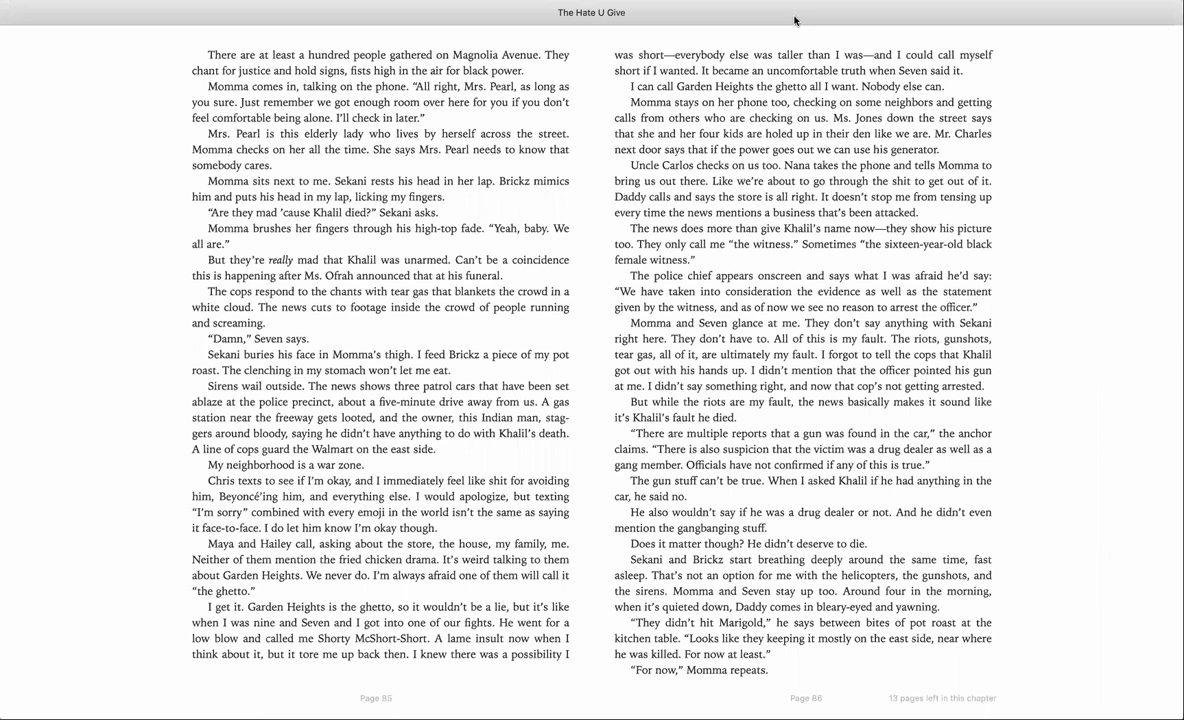 The Hate U Give
There are at least a hundred people gathered on Magnolia Avenue. They
chant for justice and hold signs, fists high in the air for black power.
Momma comes in, talking on the phone. “All right, Mrs. Pearl, as long as
you sure. Just remember we got enough room over here for you if you don’t
feel comfortable being alone. I’ll check in later.”
Mrs. Pearl is this elderly lady who lives by herself across the street.
Momma checks on her all the time. She says Mrs. Pearl needs to know that
somebody cares.
Momma sits next to me. Sekani rests his head in her lap. Brickz mimics
him and puts his head in my lap, licking my fingers.
“Are they mad ’cause Khalil died?” Sekani asks.
Momma brushes her fingers through his high-top fade. “Yeah, baby. We
all are.”
But they’re really mad that Khalil was unarmed. Can’t be a coincidence
this is happening after Ms. Ofrah announced that at his funeral.
The cops respond to the chants with tear gas that blankets the crowd in a
white cloud. The news cuts to footage inside the crowd of people running
and screaming.
“Damn,” Seven says.
Sekani buries his face in Momma’s thigh. I feed Brickz a piece of my pot
roast. The clenching in my stomach won’t let me eat.
Sirens wail outside. The news shows three patrol cars that have been set
ablaze at the police precinct, about a five-minute drive away from us. A gas
station near the freeway gets looted, and the owner, this Indian man, stag-
gers around bloody, saying he didn’t have anything to do with Khalil’s death.
A line of cops guard the Walmart on the east side.
My neighborhood is a war zone.
Chris texts to see if I’m okay, and I immediately feel like shit for avoiding
him, Beyoncé’ing him, and everything else. I would apologize, but texting
“I’m sorry” combined with every emoji in the world isn’t the same as saying
it face-to-face. I do let him know I’m okay though.
Maya and Hailey call, asking about the store, the house, my family, me.
Neither of them mention the fried chicken drama. It’s weird talking to them
about Garden Heights. We never do. I’m always afraid one of them will call it
“the ghetto.”
I get it. Garden Heights is the ghetto, so it wouldn’t be a lie, but it’s like
when I was nine and Seven and I got into one of our fights. He went for a
low blow and called me Shorty McShort-Short. A lame insult now when I
think about it, but it tore me up back then. I knew there was a possibility I
Page 85
was short—everybody else was taller than I was—and I could call myself
short if I wanted. It became an uncomfortable truth when Seven said it.
I can call Garden Heights the ghetto all I want. Nobody else can.
Momma stays on her phone too, checking on some neighbors and getting
calls from others who are checking on us. Ms. Jones down the street says
that she and her four kids are holed up in their den like we are. Mr. Charles
next door says that if the power goes out we can use his generator.
Uncle Carlos checks on us too. Nana takes the phone and tells Momma to
bring us out there. Like we’re about to go through the shit to get out of it.
Daddy calls and says the store is all right. It doesn’t stop me from tensing up
every time the news mentions a business that’s been attacked.
The news does more than give Khalil’s name now—they show his picture
too. They only call me “the witness.” Sometimes “the sixteen-year-old black
female witness.”
The police chief appears onscreen and says what I was afraid he’d say:
“We have taken into consideration the evidence as well as the statement
given by the witness, and as of now we see no reason to arrest the officer.”
Momma and Seven glance at me. They don’t say anything with Sekani
right here. They don’t have to. All of this is my fault. The riots, gunshots,
tear gas, all of it, are ultimately my fault. I forgot to tell the cops that Khalil
got out with his hands up. I didn’t mention that the officer pointed his gun
at me. I didn’t say something right, and now that cop’s not getting arrested.
But while the riots are my fault, the news basically makes it sound like
it’s Khalil’s fault he died.
“There are multiple reports that a gun was found in the car,” the anchor
claims. “There is also suspicion that the victim was a drug dealer as well as a
gang member. Officials have not confirmed if any of this is true.”
The gun stuff can’t be true. When I asked Khalil if he had anything in the
car, he said no.
He also wouldn’t say if he was a drug dealer or not. And he didn’t even
mention the gangbanging stuff.
Does it matter though? He didn’t deserve to die.
Sekani and Brickz start breathing deeply around the same time, fast
asleep. That’s not an option for me with the helicopters, the gunshots, and
the sirens. Momma and Seven stay up too. Around four in the morning,
when it’s quieted down, Daddy comes in bleary-eyed and yawning.
“They didn’t hit Marigold,” he says between bites of pot roast at the
kitchen table. “Looks like they keeping it mostly on the east side, near where
he was killed. For now at least.”
“For now,” Momma repeats.
Page 86
13 pages left in this chapter